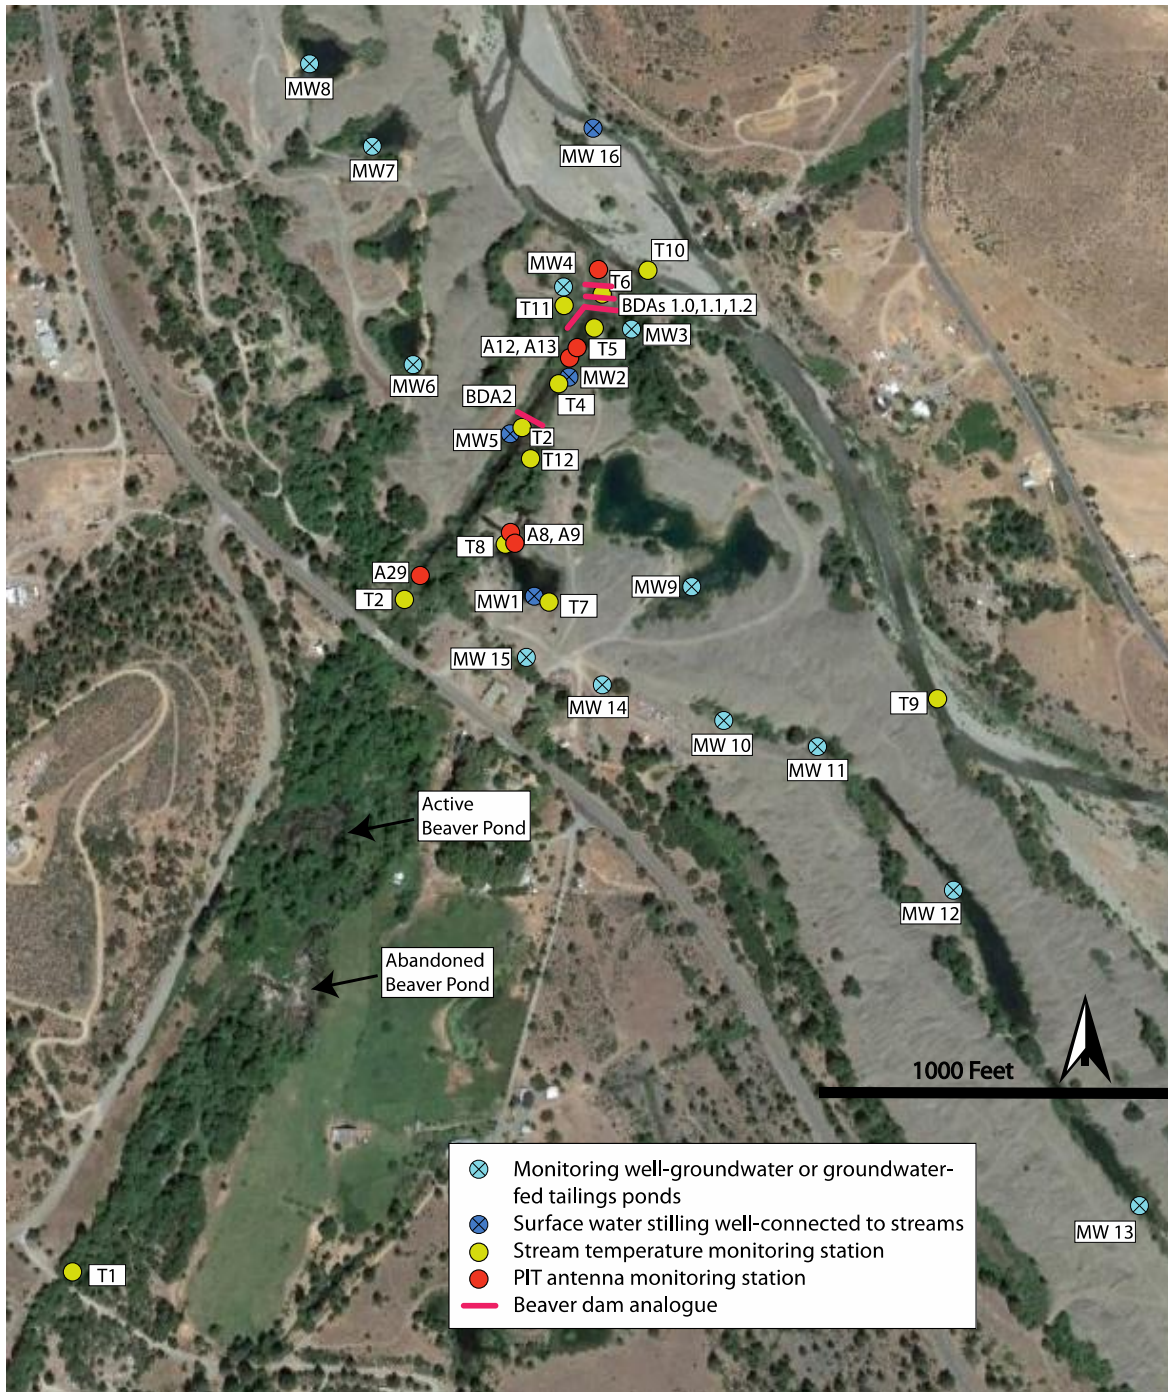 MW8
MW7
MW 16
T10
MW4
T6
T11
BDAs 1.0,1.1,1.2
MW3
A12, A13
T5
MW6
MW2
BDA2
T4
MW5
T2
T12
A8, A9
T8
A29
T2
MW1
T7
MW9
MW 15
MW 14
T9
MW 10
MW 11
Active
Beaver Pond
MW 12
Abandoned
Beaver Pond
1000 Feet
MW 13
T1
Monitoring well-groundwater or groundwater-
fed tailings ponds
Surface water stilling well-connected to streams
Stream temperature monitoring station
PIT antenna monitoring station
Beaver dam analogue